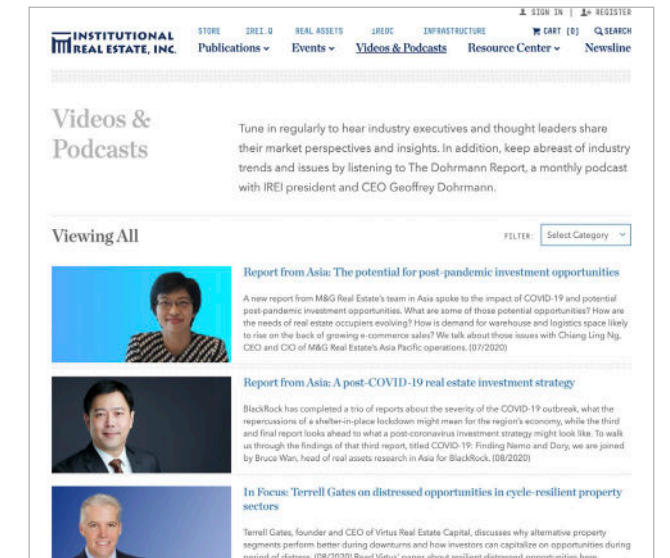 SIGN IN | REGISTER
INSTITUTIONAL
REAL ESTATE, INC.
STORE IREI.Q REAL ASSETS iREOC INFRASTRUCTURE CART [0] SEARCH
Publications Events Videos & Podcasts Resource Center Newsline
Videos &
Podcasts
Tune in regularly to hear industry executives and thought leaders share
their market perspectives and insights. In addition, keep abreast of industry
trends and issues by listening to The Dohrmann Report, a monthly podcast
with IREI president and CEO Geoffrey Dohrmann.
Viewing All
FILTER: Select Category
Report from Asia: The potential for post-pandemic investment opportunities
A new report from M&G Real Estate's team in Asia spoke to the impact of COVID-19 and potential
post-pandemic investment opportunities. What are some of those potential opportunities? How are
the needs of real estate occupiers evolving? How is demand for warehouse and logistics space likely
to rise on the back of growing e-commerce sales? We talk about those issues with Chiang Ling Ng,
CEO and CIO of M&G Real Estate's Asia Pacific operations. (07/2020)
Report from Asia: A post-COVID-19 real estate investment strategy
BlackRock has completed a trio of reports about the severity of the COVID-19 outbreak, what the
repercussions of a shelter-in-place lockdown might mean for the region's economy, while the third
and final report looks ahead to what a post-coronavirus investment strategy might look like. To walk
us through the findings of that third report, titled COVID-19: Finding Nemo and Dory, we are joined
by Bruce Wan, head of real assets research in Asia for BlackRock. (08/2020)
In Focus: Terrell Gates on distressed opportunities in cycle-resilient property
sectors
Terrell Gates, founder and CEO of Virtus Real Estate Capital, discusses why alternative property
segments perform better during downturns and how investors can capitalize on opportunities during
period of distress. (08/2020) Read Virtus' paper about resilient distressed opportunities here